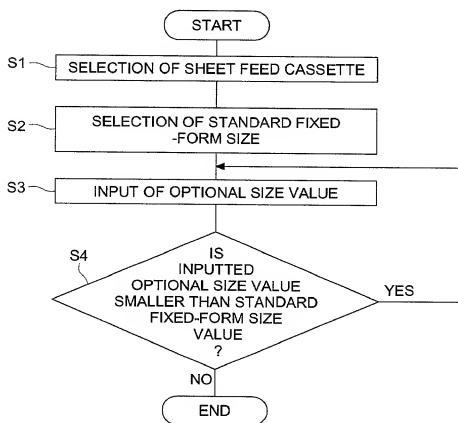 START
S1
SELECTION OF SHEET FEED CASSETTE
S2
SELECTION OF STANDARD FIXED
-FORM SIZE
S3
INPUT OF OPTIONAL SIZE VALUE
S4
IS
INPUTTED
OPTIONAL SIZE VALUE
SMALLER THAN STANDARD
FIXED-FORM SIZE
VALUE
?
YES
NO
END